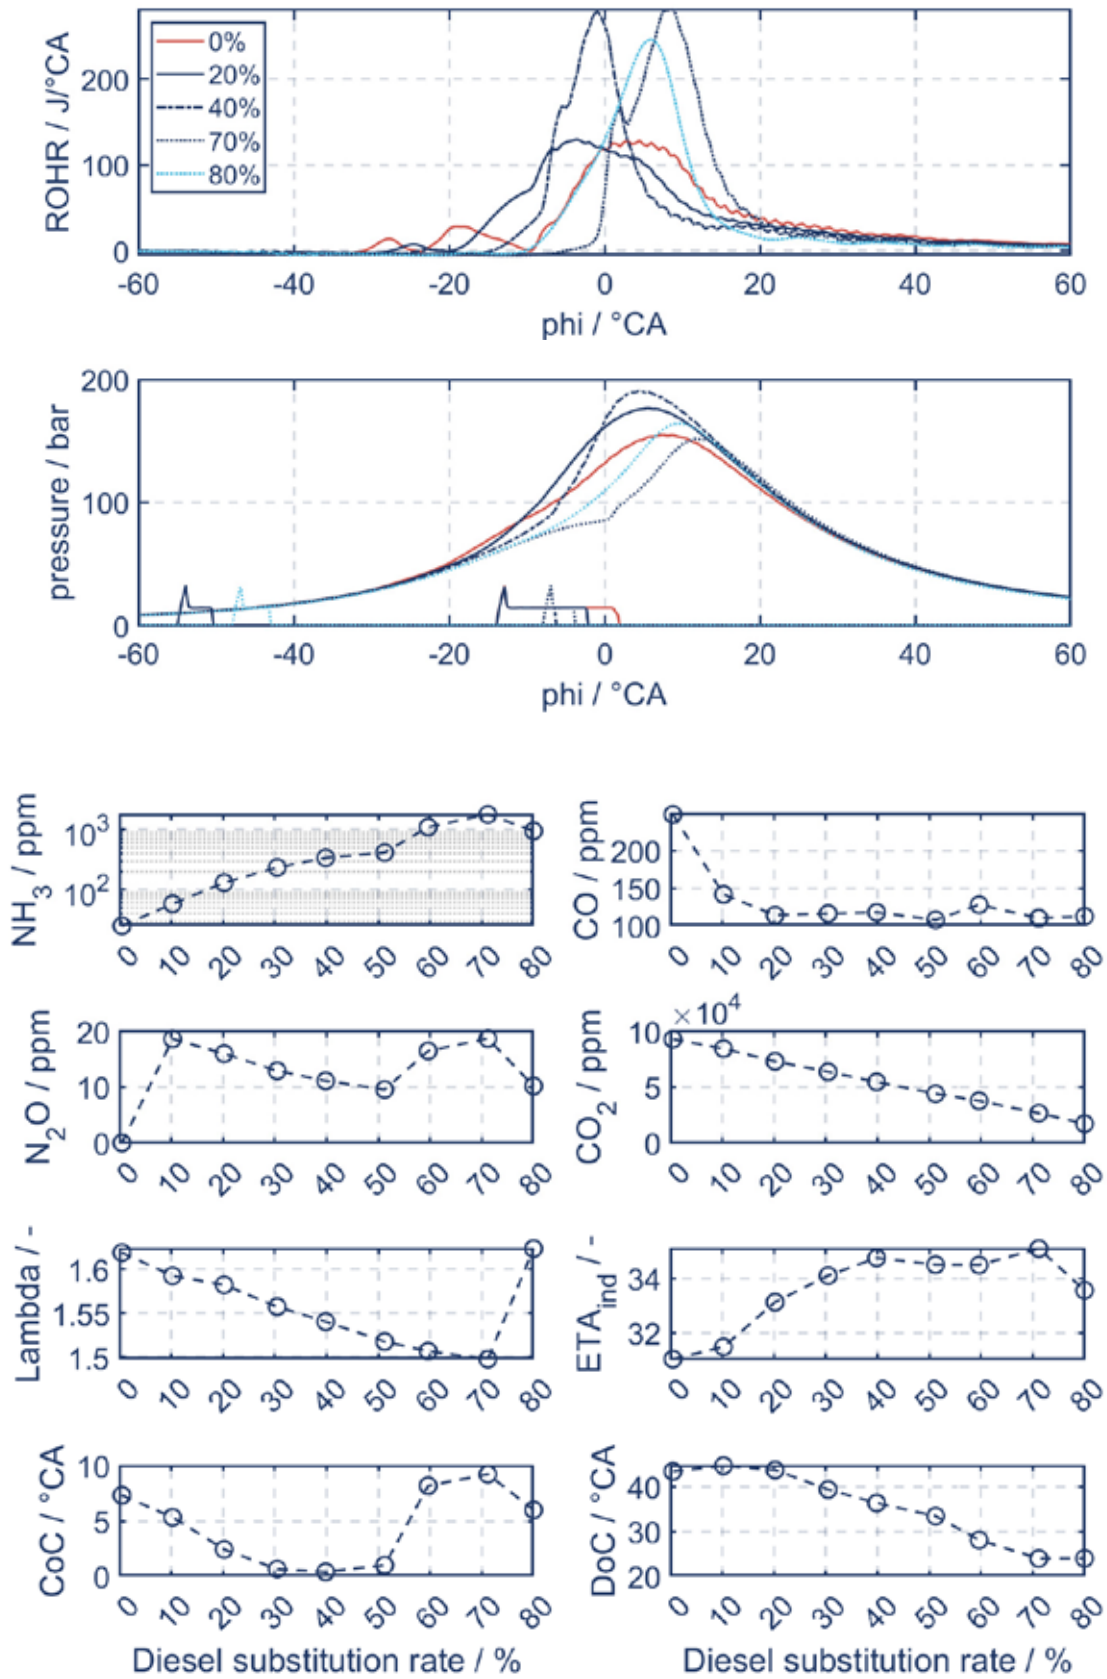 ROHR / J/°CA
200
100
0
0%
20%
40%
70%
80%
-60 -40 -20 0 20 40 60
phi / °CA
pressure / bar
200
100
0
-60 -40 -20 0 20 40 60
phi / °CA
NH₃ / ppm
10³
10²
0 10 20 30 40 50 60 70 80
CO / ppm
200
150
100
0 10 20 30 40 50 60 70 80
N₂O / ppm
20
10
0
0 10 20 30 40 50 60 70 80
CO₂ / ppm
×10⁴
10
5
0
0 10 20 30 40 50 60 70 80
Lambda / -
1.6
1.55
1.5
0 10 20 30 40 50 60 70 80
ETAind / -
34
32
0 10 20 30 40 50 60 70 80
CoC / °CA
10
5
0
0 10 20 30 40 50 60 70 80
Diesel substitution rate / %
DoC / °CA
40
30
20
0 10 20 30 40 50 60 70 80
Diesel substitution rate / %